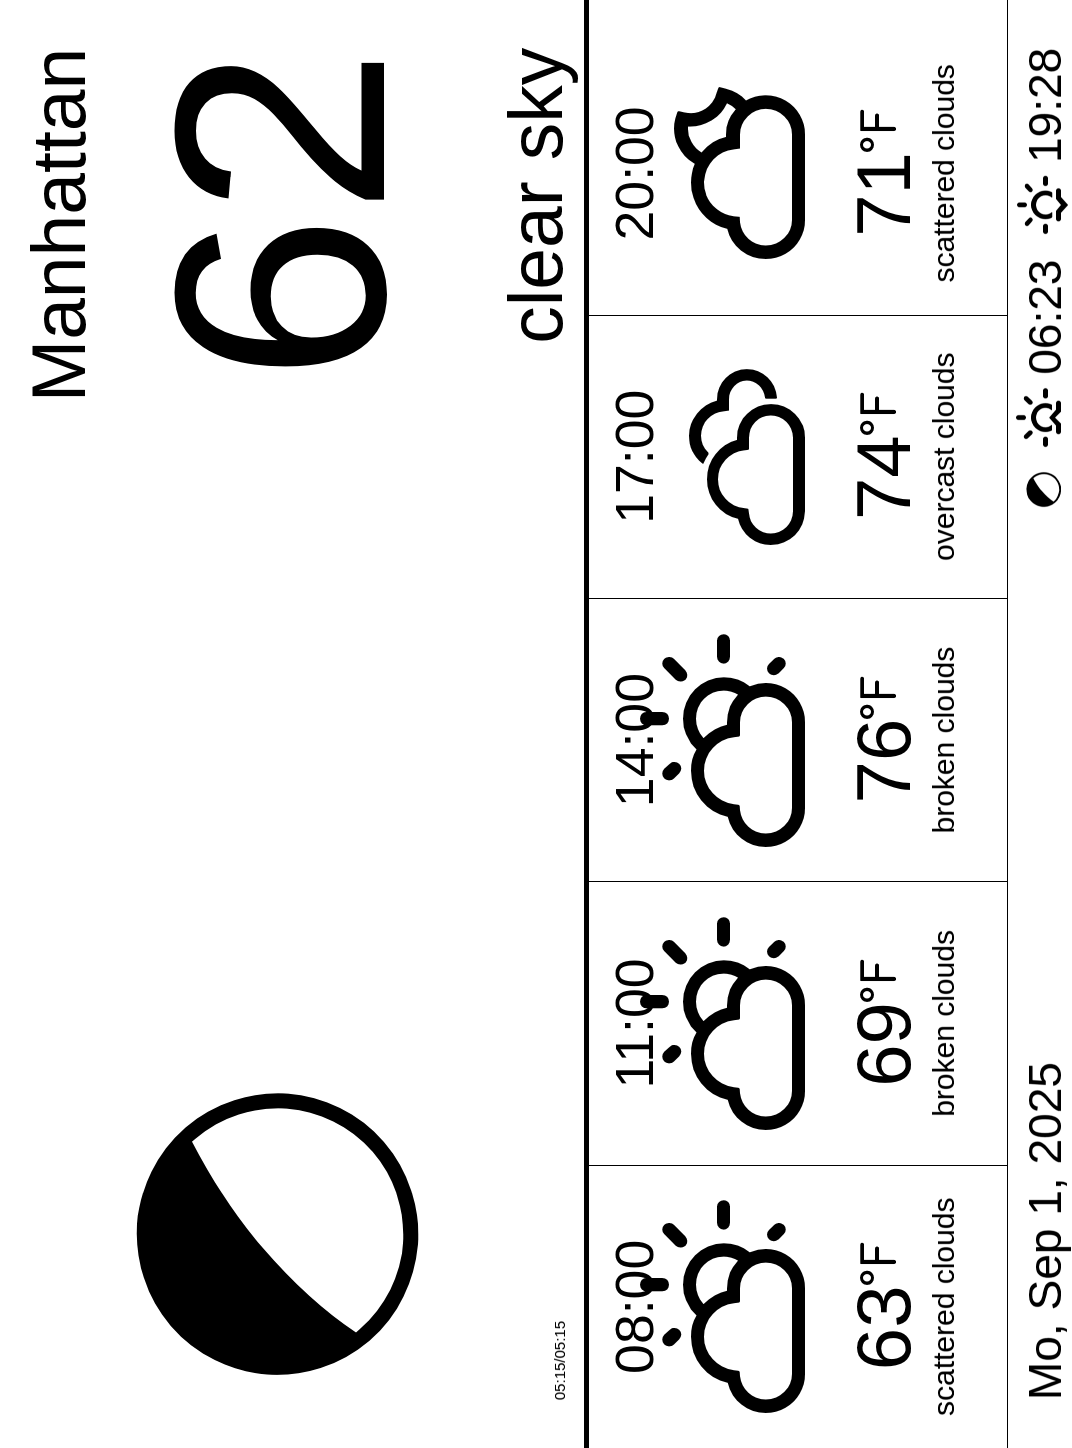 Manhattan
62
clear sky
05:15/05:15
08:00
63°F
scattered clouds
11:00
69°F
broken clouds
14:00
76°F
broken clouds
17:00
74°F
overcast clouds
20:00
71°F
scattered clouds
Mo, Sep 1, 2025
06:23
19:28